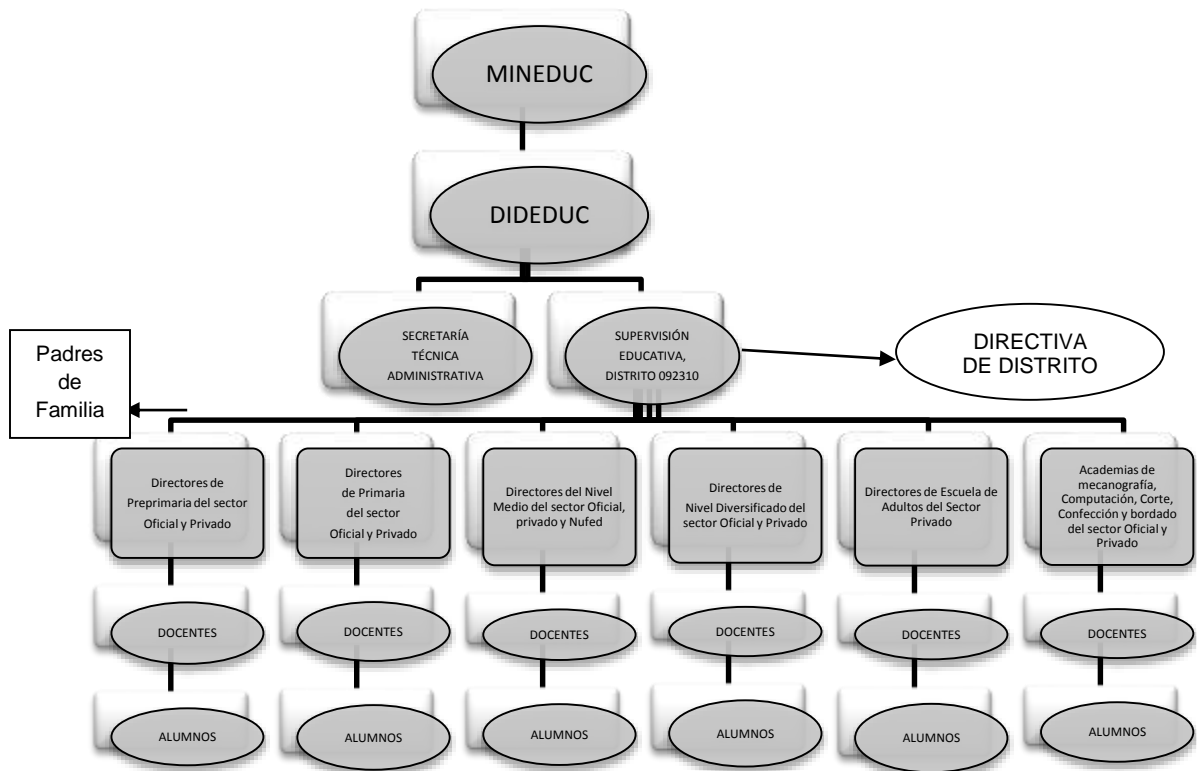 MINEDUC
DIDEDUC
SECRETARÍA
TÉCNICA
ADMINISTRATIVA
SUPERVISIÓN
EDUCATIVA,
DISTRITO 092310
DIRECTIVA
DE DISTRITO
Padres
de
Familia
Directores de
Preprimaria del sector
Oficial y Privado
Directores
de Primaria
del sector
Oficial y Privado
Directores del Nivel
Medio del sector Oficial,
privado y Nufed
Directores de
Nivel Diversificado del
sector Oficial y Privado
Directores de Escuela de
Adultos del Sector
Privado
Academias de
mecanografía,
Computación, Corte,
Confección y bordado
del sector Oficial y
Privado
DOCENTES
DOCENTES
DOCENTES
DOCENTES
DOCENTES
DOCENTES
ALUMNOS
ALUMNOS
ALUMNOS
ALUMNOS
ALUMNOS
ALUMNOS